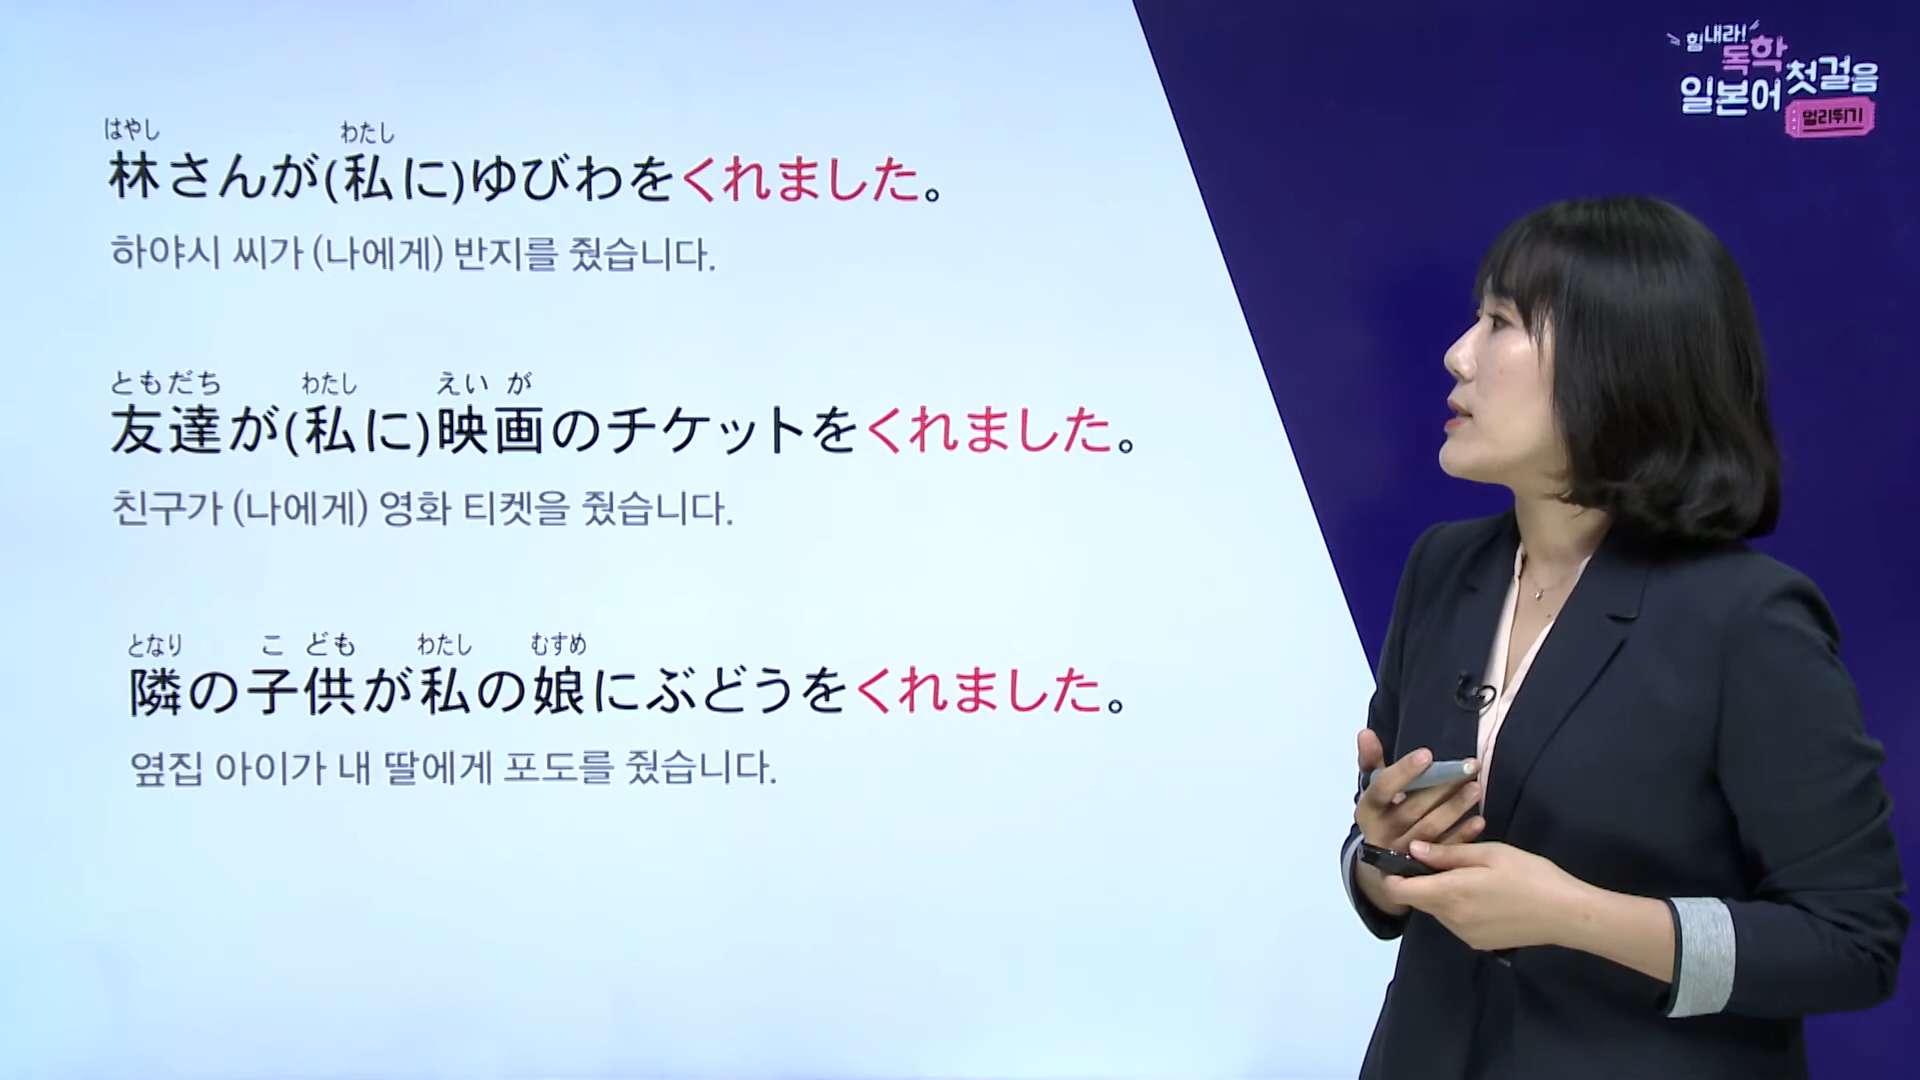 힘내라!
독학
일본어 첫걸음
멀리뛰기
はやし わたし
林さんが(私に)ゆびわをくれました。
하야시 씨가 (나에게) 반지를 줬습니다.
ともだち わたし えい が
友達が(私に)映画のチケットをくれました。
친구가 (나에게) 영화 티켓을 줬습니다.
となり こ ども わたし むすめ
隣の子供が私の娘にぶどうをくれました。
옆집 아이가 내 딸에게 포도를 줬습니다.